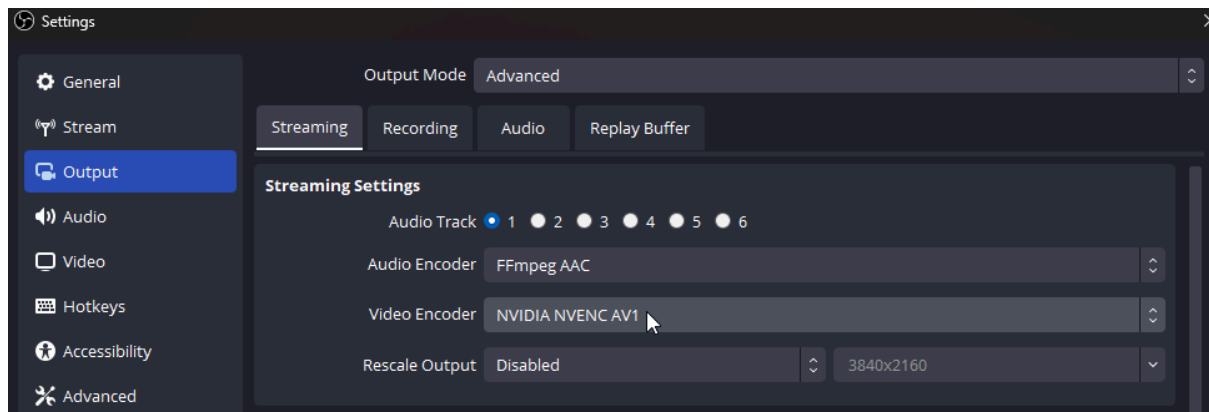 Settings
General
Stream
Output
Audio
Video
Hotkeys
Accessibility
Advanced
Output Mode Advanced
Streaming Recording Audio Replay Buffer
Streaming Settings
Audio Track 1 2 3 4 5 6
Audio Encoder FFmpeg AAC
Video Encoder NVIDIA NVENC AV1
Rescale Output Disabled 3840x2160